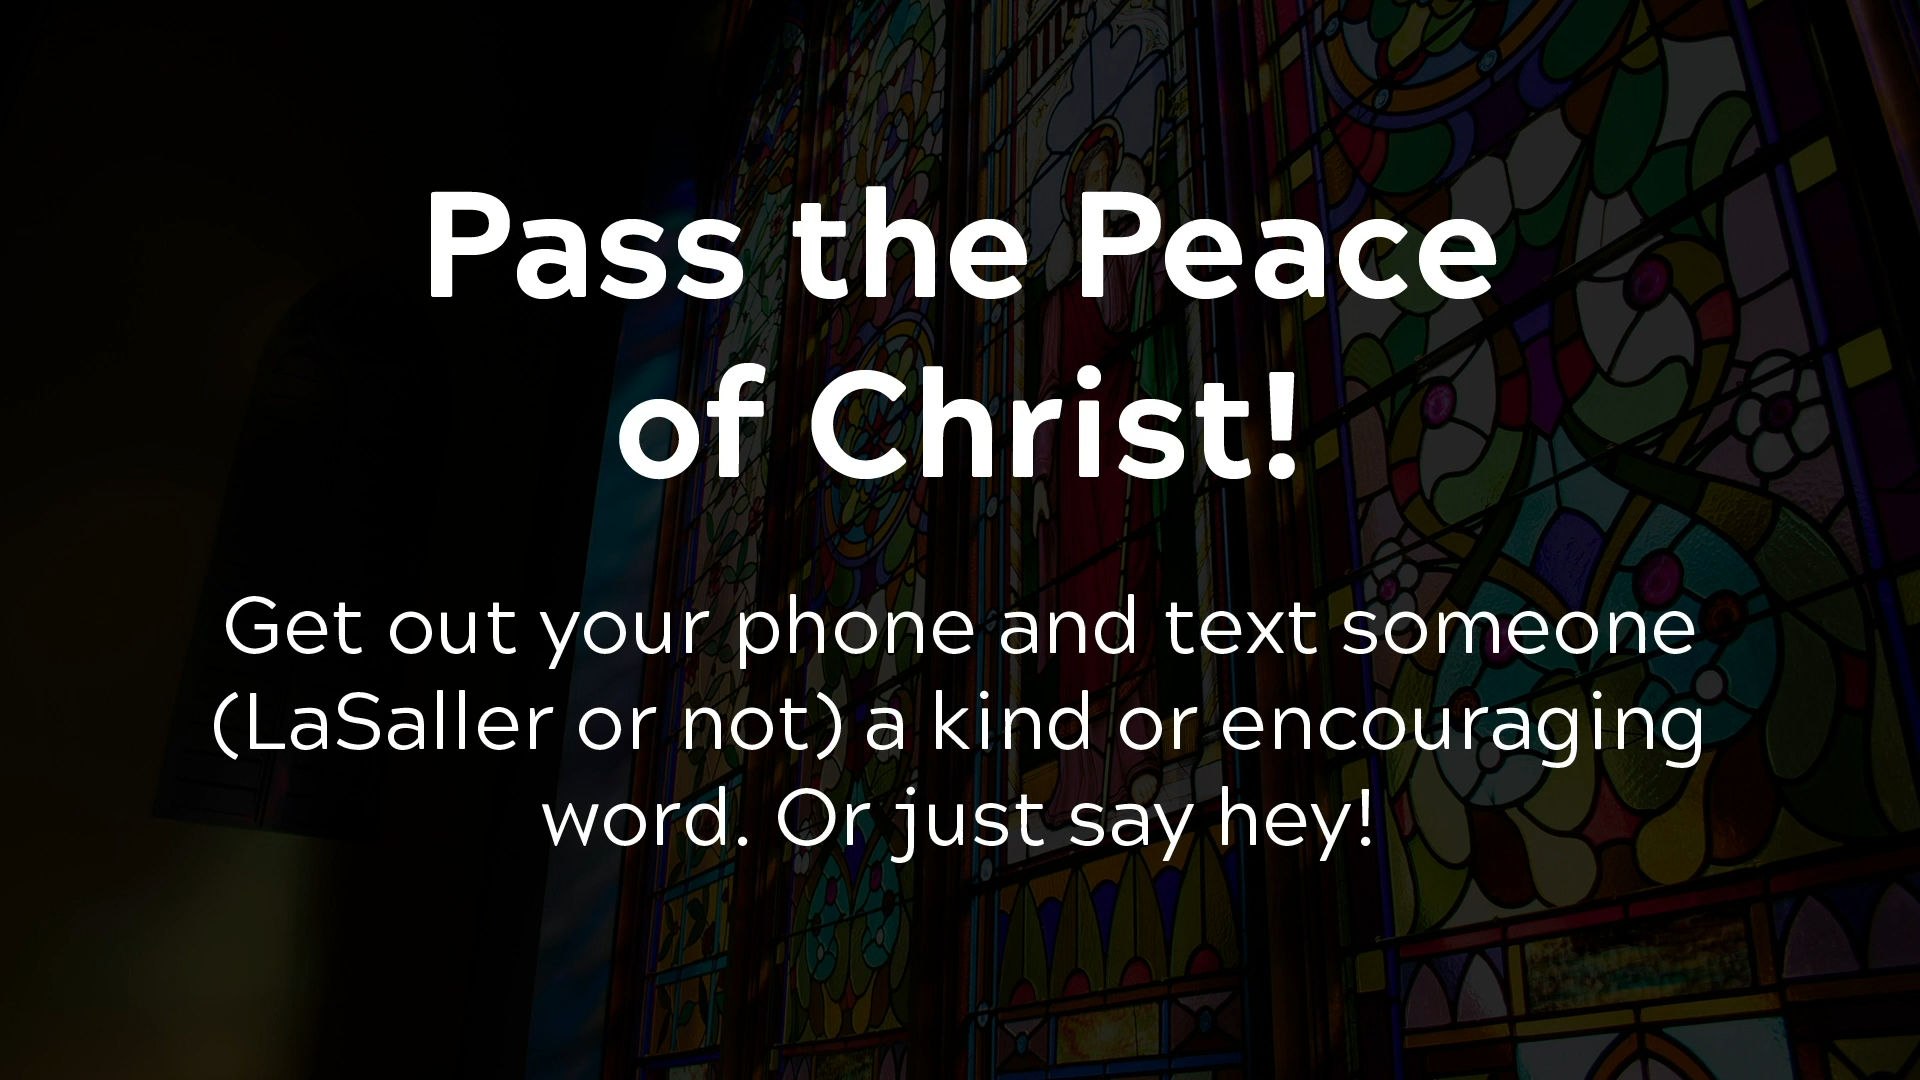 Pass the Peace
of Christ!
Get out your phone and text someone
(LaSaller or not) a kind or encouraging
word. Or just say hey!